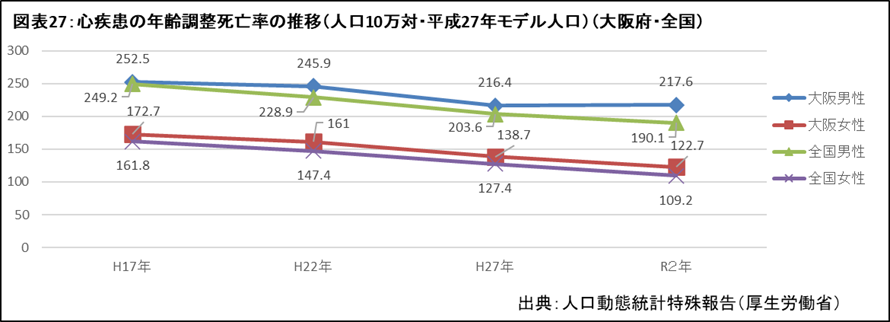 図表27：心疾患の年齢調整死亡率の推移（人口10万対・平成27年モデル人口）（大阪府・全国）
300
250
200
150
100
50
0
252.5
245.9
216.4
217.6
249.2
228.9
203.6
190.1
172.7
161
138.7
122.7
161.8
147.4
127.4
109.2
H17年
H22年
H27年
R２年
大阪男性
大阪女性
全国男性
全国女性
出典：人口動態統計特殊報告（厚生労働省）